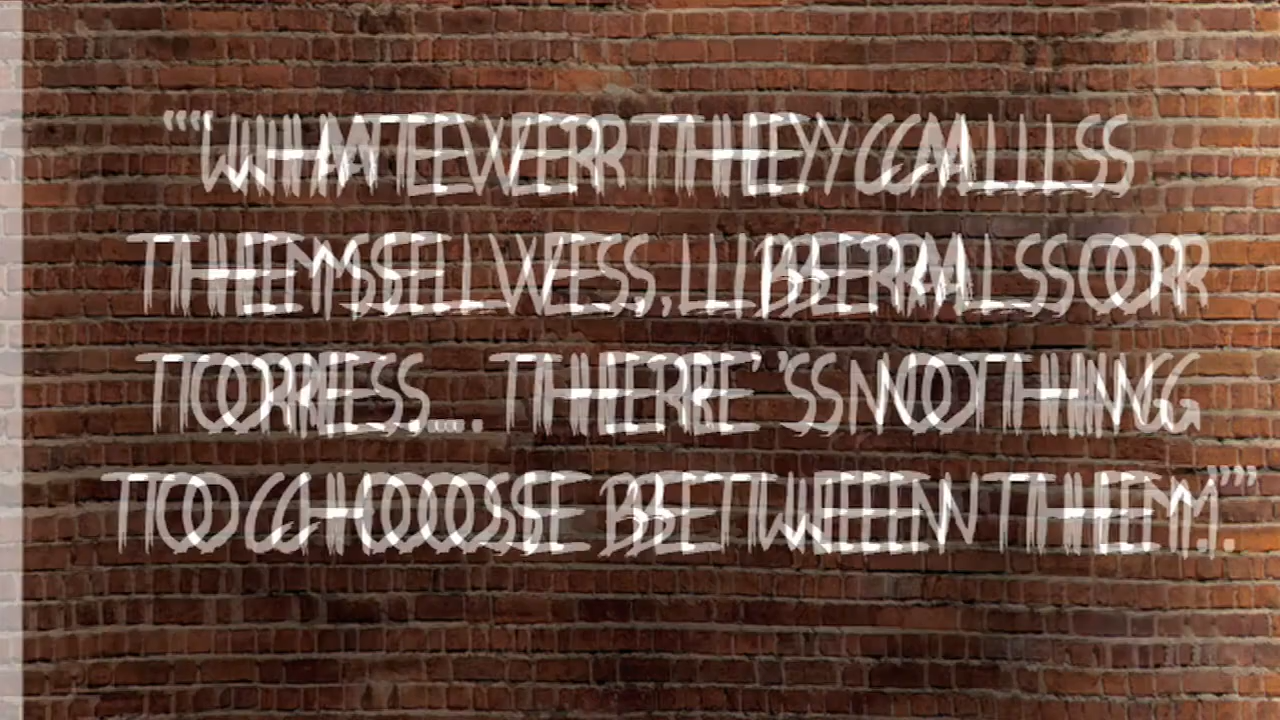 "WHATEVER THEY CALL
THEMSELVES, LIBERALS OR
TORIES... THERE'S NOTHING
TO CHOOSE BETWEEN THEM."